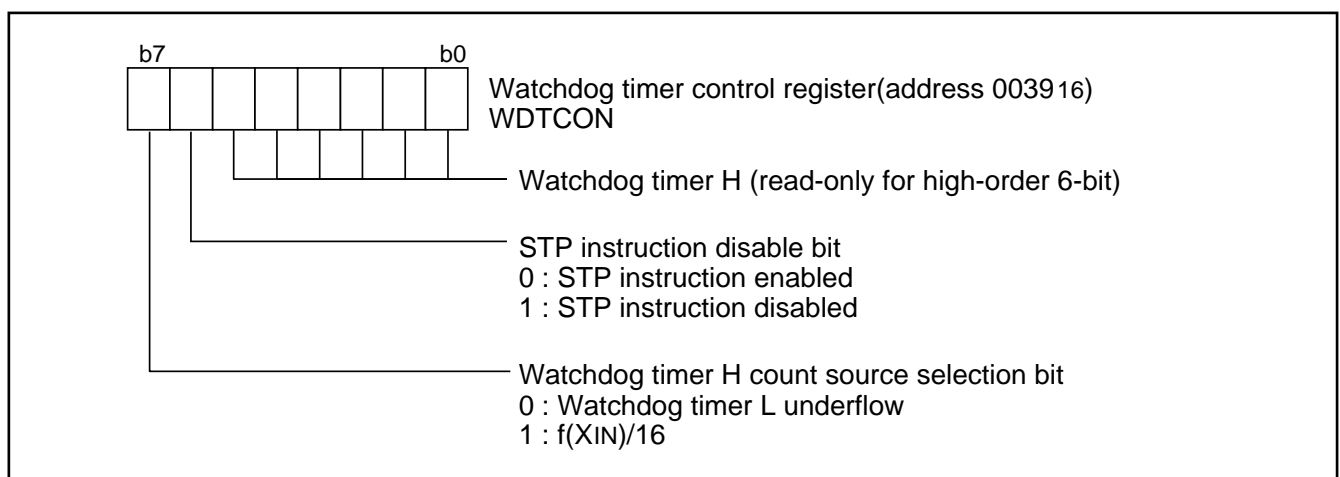 b7 b0
Watchdog timer control register(address 003916)
WDTCON
Watchdog timer H (read-only for high-order 6-bit)
STP instruction disable bit
0 : STP instruction enabled
1 : STP instruction disabled
Watchdog timer H count source selection bit
0 : Watchdog timer L underflow
1 : f(XIN)/16